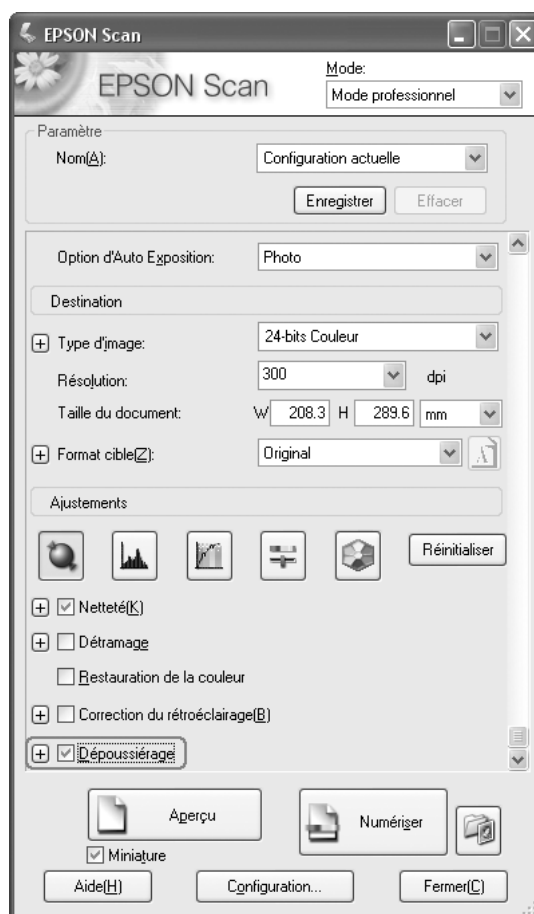 EPSON Scan
EPSON Scan
Mode:
Mode professionnel
Paramètre
Nom(A): Configuration actuelle
Enregistrer Effacer
Option d'Auto Exposition: Photo
Destination
Type d'image: 24-bits Couleur
Résolution: 300 dpi
Taille du document: W 208.3 H 289.6 mm
Format cible(Z): Original
Ajustements
Réinitialiser
Netteté(K)
Détramage
Restauration de la couleur
Correction du rétroéclairage(B)
Dépoussiérage
Aperçu Numériser
Miniature
Aide(H) Configuration... Fermer(C)